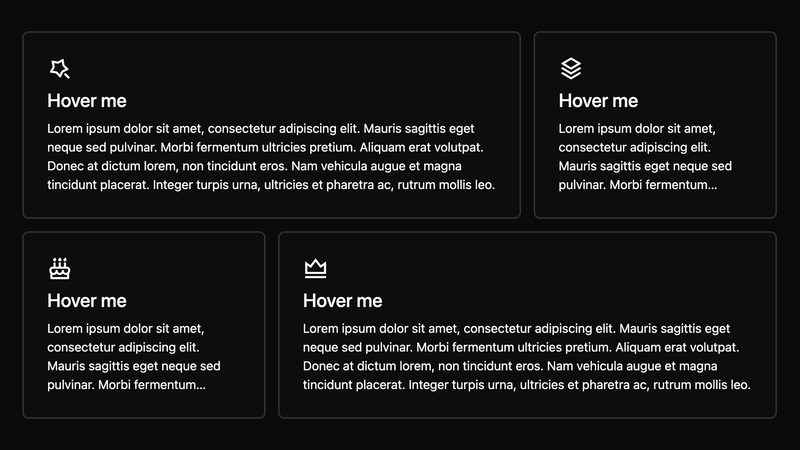 Hover me
Lorem ipsum dolor sit amet, consectetur adipiscing elit. Mauris sagittis eget
neque sed pulvinar. Morbi fermentum ultricies pretium. Aliquam erat volutpat.
Donec at dictum lorem, non tincidunt eros. Nam vehicula augue et magna
tincidunt placerat. Integer turpis urna, ultricies et pharetra ac, rutrum mollis leo.
Hover me
Lorem ipsum dolor sit amet,
consectetur adipiscing elit.
Mauris sagittis eget neque sed
pulvinar. Morbi fermentum...
Hover me
Lorem ipsum dolor sit amet,
consectetur adipiscing elit.
Mauris sagittis eget neque sed
pulvinar. Morbi fermentum...
Hover me
Lorem ipsum dolor sit amet, consectetur adipiscing elit. Mauris sagittis eget
neque sed pulvinar. Morbi fermentum ultricies pretium. Aliquam erat volutpat.
Donec at dictum lorem, non tincidunt eros. Nam vehicula augue et magna
tincidunt placerat. Integer turpis urna, ultricies et pharetra ac, rutrum mollis leo.